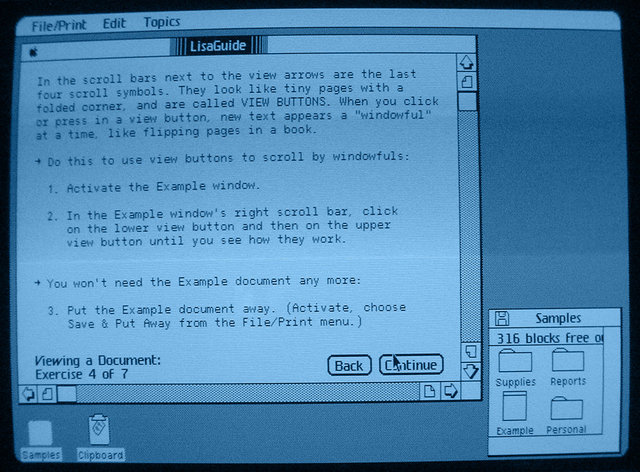 File/Print Edit Topics
LisaGuide
In the scroll bars next to the view arrows are the last
four scroll symbols. They look like tiny pages with a
folded corner, and are called VIEW BUTTONS. When you click
or press in a view button, new text appears a "windowful"
at a time, like flipping pages in a book.
→ Do this to use view buttons to scroll by windowfuls:
1. Activate the Example window.
2. In the Example window's right scroll bar, click
on the lower view button and then on the upper
view button until you see how they work.
→ You won't need the Example document any more:
3. Put the Example document away. (Activate, choose
Save & Put Away from the File/Print menu.)
Viewing a Document:
Exercise 4 of 7
Back Continue
Samples
316 blocks free o
Supplies Reports
Example Personal
Samples Clipboard